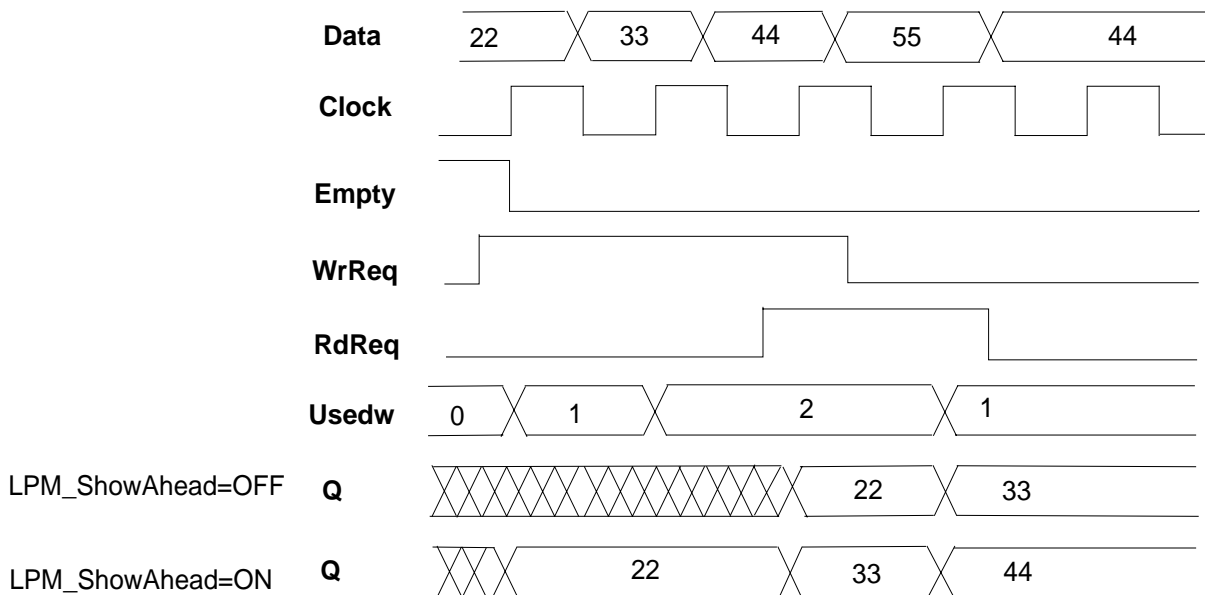 Data 22 33 44 55 44
Clock
Empty
WrReq
RdReq
Usedw 0 1 2 1
LPM_ShowAhead=OFF Q 22 33
LPM_ShowAhead=ON Q 22 33 44